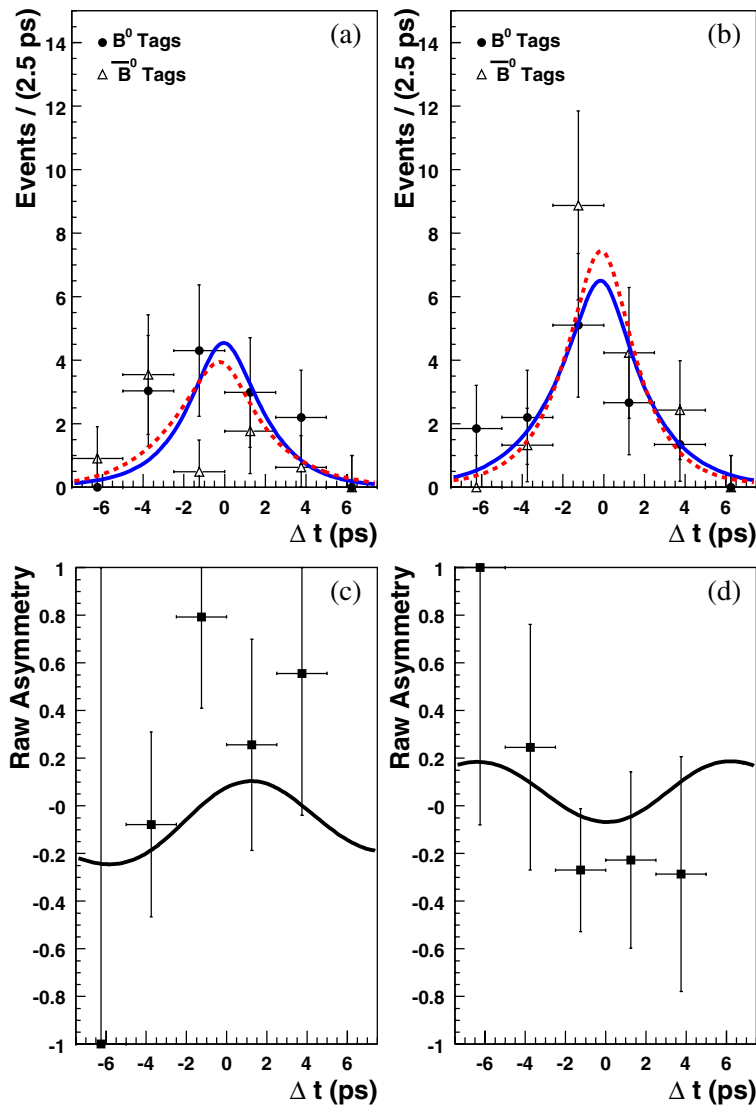 (a)
B⁰ Tags
B̅⁰ Tags
Events / (2.5 ps)
14
12
10
8
6
4
2
0
-6 -4 -2 0 2 4 6
Δ t (ps)
(b)
B⁰ Tags
B̅⁰ Tags
Events / (2.5 ps)
14
12
10
8
6
4
2
0
-6 -4 -2 0 2 4 6
Δ t (ps)
(c)
Raw Asymmetry
1
0.8
0.6
0.4
0.2
-0
-0.2
-0.4
-0.6
-0.8
-1
-6 -4 -2 0 2 4 6
Δ t (ps)
(d)
Raw Asymmetry
1
0.8
0.6
0.4
0.2
-0
-0.2
-0.4
-0.6
-0.8
-1
-6 -4 -2 0 2 4 6
Δ t (ps)